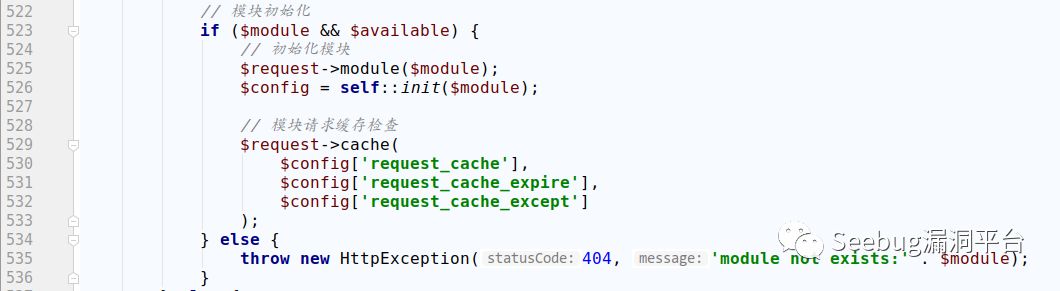 522 // 模块初始化
523 if ($module && $available) {
524 // 初始化模块
525 $request->module($module);
526 $config = self::init($module);
527
528 // 模块请求缓存检查
529 $request->cache(
530 $config['request_cache'],
531 $config['request_cache_expire'],
532 $config['request_cache_except']
533 );
534 } else {
535 throw new HttpException( statusCode: 404, message: 'module not exists:' . $module);
536 }
Seebug漏洞平台